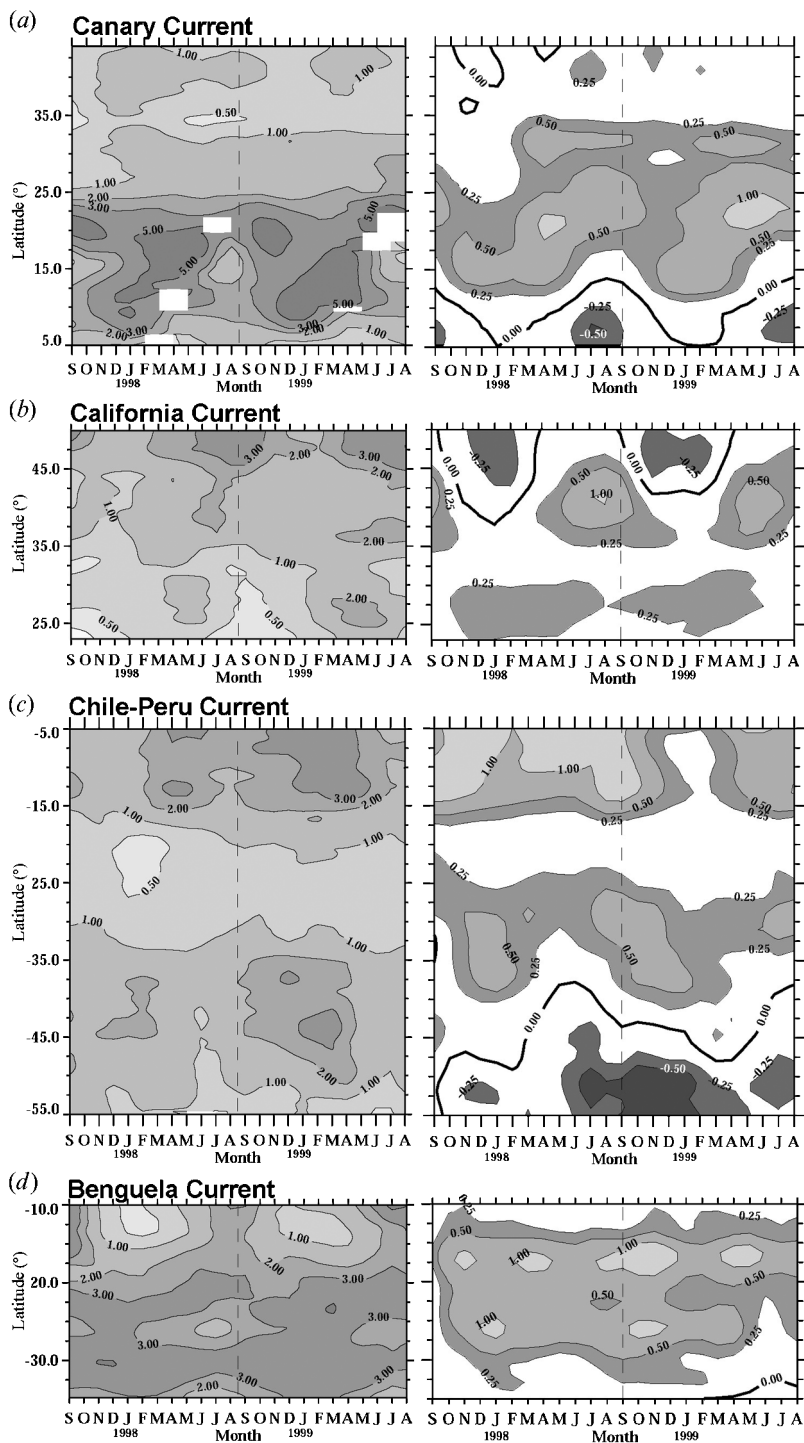 (a) Canary Current
1.00 1.00 0.50 1.00 1.00 2.00 3.00 5.00 5.00 5.00 5.00 2.00 3.00 3.00 2.00 1.00
0.00 0.25 0.50 0.25 0.50 0.25 1.00 0.50 0.50 0.50 0.25 0.25 0.00 0.00 -0.25 -0.50 -0.25
35.0
25.0
15.0
5.0
Latitude (°)
S O N D J F M A M J J A S O N D J F M A M J J A
S O N D J F M A M J J A S O N D J F M A M J J A
1998 Month 1999
1998 Month 1999
(b) California Current
3.00 2.00 3.00 2.00 1.00 2.00 1.00 2.00 0.50 0.50
0.00 -0.25 0.00 -0.25 0.50 1.00 0.50 0.25 0.25 0.25 0.25 0.25
45.0
35.0
25.0
Latitude (°)
S O N D J F M A M J J A S O N D J F M A M J J A
S O N D J F M A M J J A S O N D J F M A M J J A
1998 Month 1999
1998 Month 1999
(c) Chile-Peru Current
2.00 3.00 2.00 1.00 1.00 0.50 1.00 1.00 2.00 1.00 1.00
1.00 1.00 0.50 0.50 0.25 0.25 0.25 0.25 0.50 0.25 0.50 0.25 0.00 0.00 -0.25 -0.50 -0.25 -0.25
-5.0
-15.0
-25.0
-35.0
-45.0
-55.0
Latitude (°)
S O N D J F M A M J J A S O N D J F M A M J J A
S O N D J F M A M J J A S O N D J F M A M J J A
1998 Month 1999
1998 Month 1999
(d) Benguela Current
1.00 1.00 2.00 2.00 3.00 3.00 3.00 3.00 3.00 2.00 3.00
0.25 0.50 0.25 1.00 1.00 0.50 0.50 1.00 0.50 0.25 0.25 0.00
-10.0
-20.0
-30.0
Latitude (°)
S O N D J F M A M J J A S O N D J F M A M J J A
S O N D J F M A M J J A S O N D J F M A M J J A
1998 Month 1999
1998 Month 1999